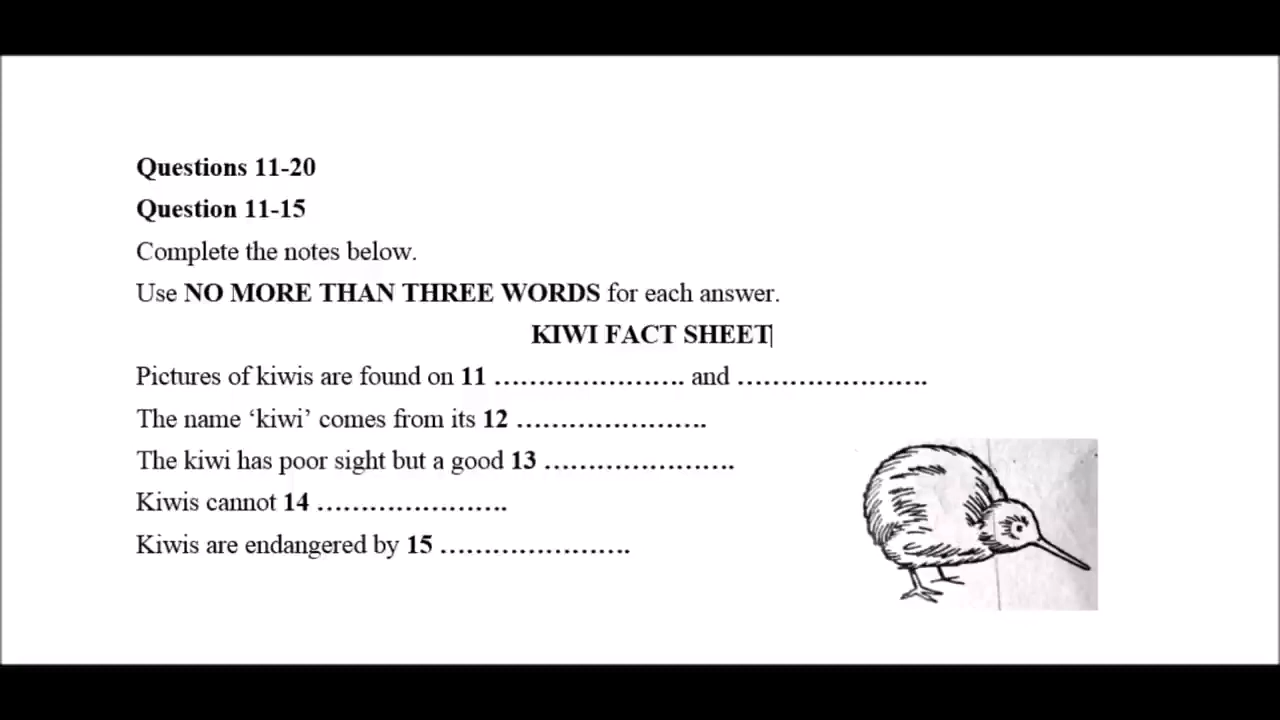 Questions 11-20
Question 11-15
Complete the notes below.
Use NO MORE THAN THREE WORDS for each answer.
KIWI FACT SHEET
Pictures of kiwis are found on 11 …………………. and ………………….
The name ‘kiwi’ comes from its 12 ………………….
The kiwi has poor sight but a good 13 ………………….
Kiwis cannot 14 ………………….
Kiwis are endangered by 15 ………………….